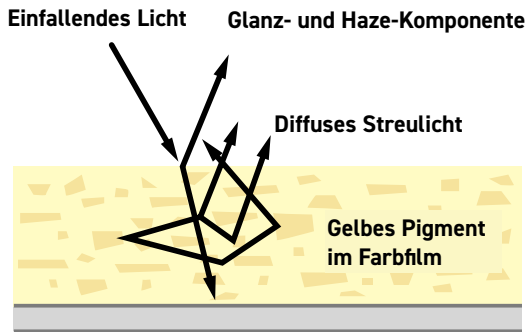 Einfallendes Licht
Glanz- und Haze-Komponente
Diffuses Streulicht
Gelbes Pigment
im Farbfilm